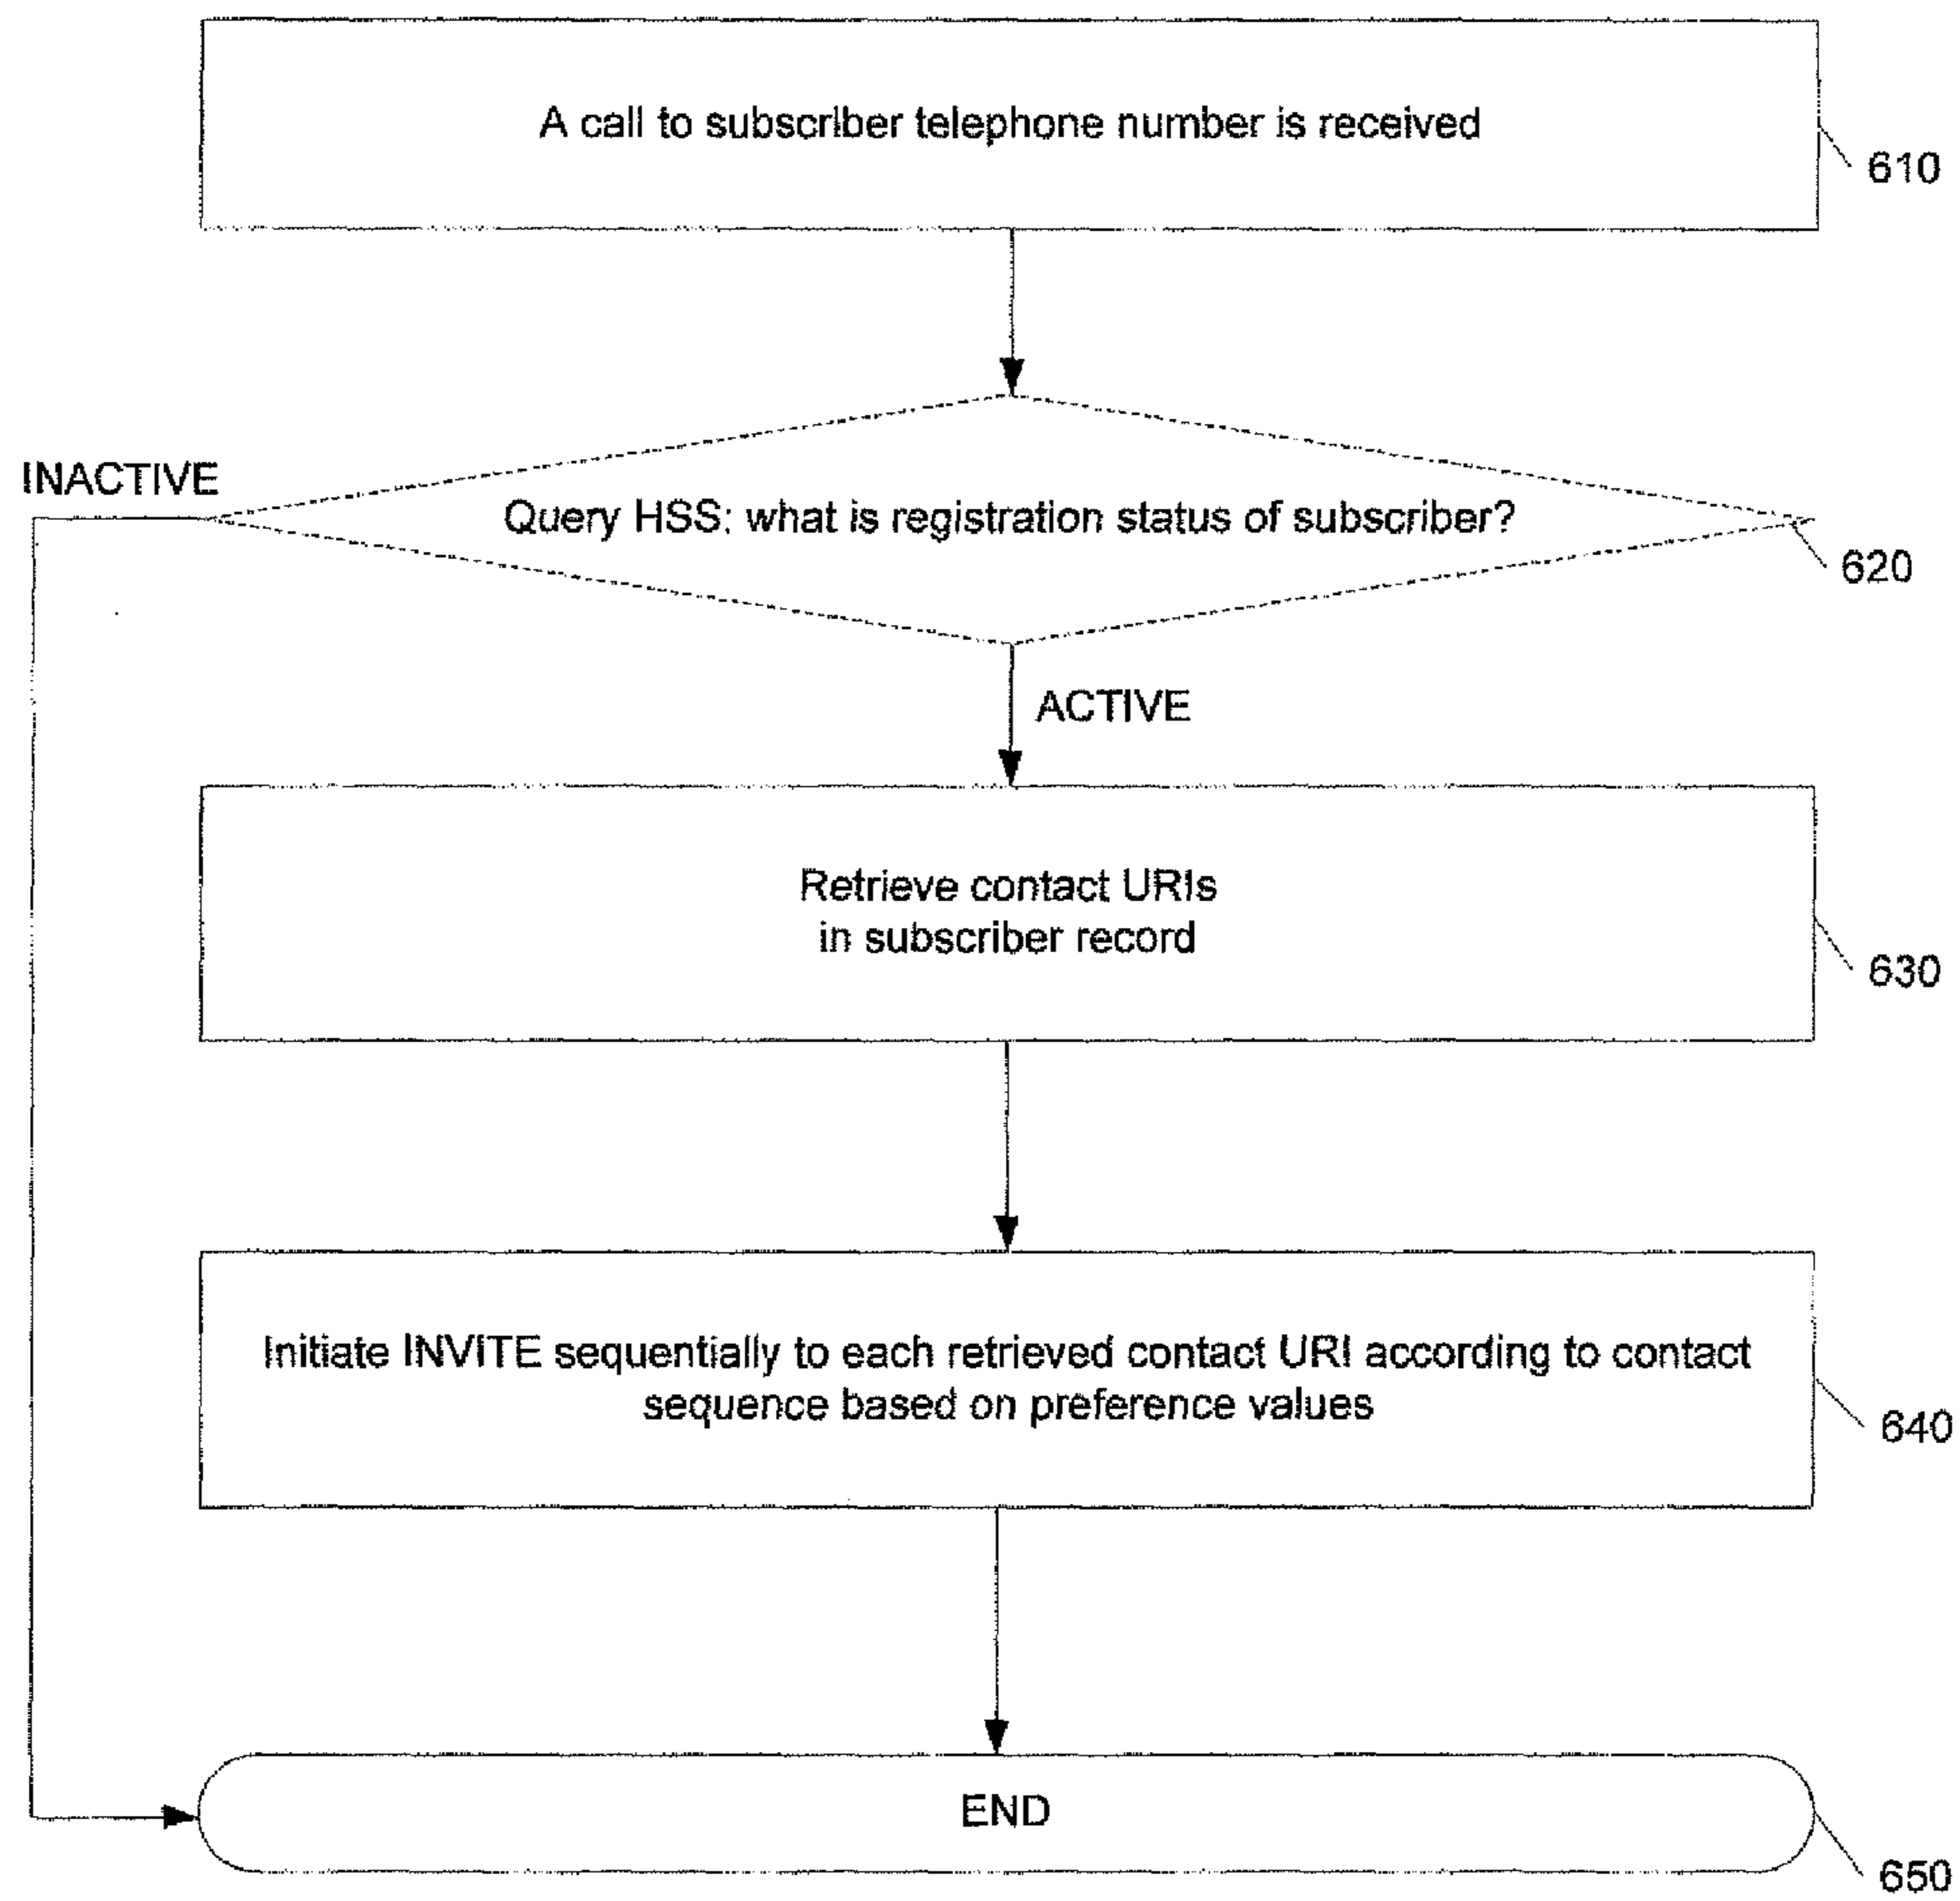 A call to subscriber telephone number is received
610
INACTIVE
Query HSS: what is registration status of subscriber?
620
ACTIVE
Retrieve contact URIs
in subscriber record
630
Initiate INVITE sequentially to each retrieved contact URI according to contact
sequence based on preference values
640
END
650